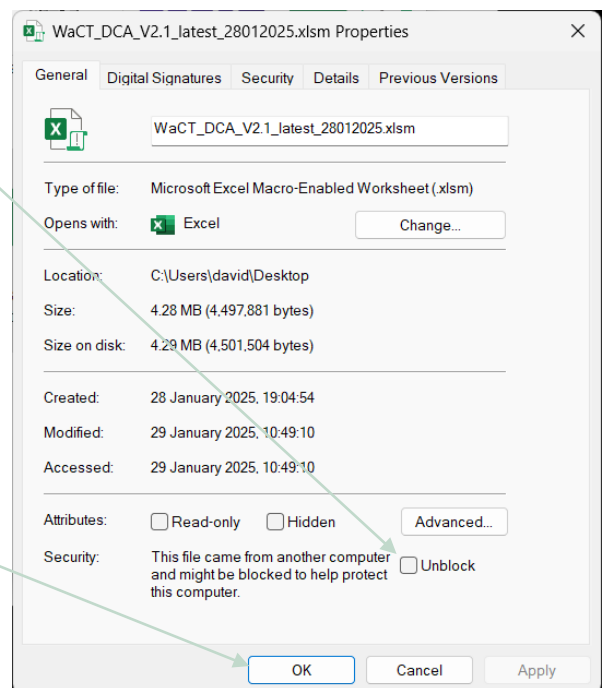 WaCT_DCA_V2.1_latest_28012025.xlsm Properties
General Digital Signatures Security Details Previous Versions
WaCT_DCA_V2.1_latest_28012025.xlsm
Type of file: Microsoft Excel Macro-Enabled Worksheet (.xlsm)
Opens with: Excel Change...
Location: C:\Users\david\Desktop
Size: 4.28 MB (4,497,881 bytes)
Size on disk: 4.29 MB (4,501,504 bytes)
Created: 28 January 2025, 19:04:54
Modified: 29 January 2025, 10:49:10
Accessed: 29 January 2025, 10:49:10
Attributes: Read-only Hidden Advanced...
Security: This file came from another computer
and might be blocked to help protect Unblock
this computer.
OK Cancel Apply